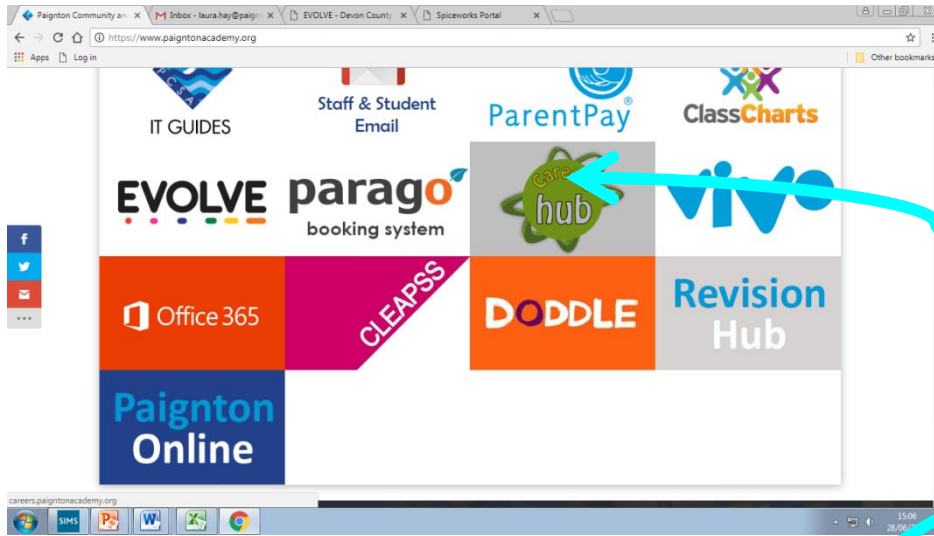 Paignton Community an
Inbox - laura.hay@paign
EVOLVE - Devon County
Spiceworks Portal
https://www.paigntonacademy.org
Apps
Log in
Other bookmarks
PCSA
IT GUIDES
Staff & Student
Email
ParentPay®
ClassCharts
EVOLVE
parago
booking system
Care
hub
vivo
Office 365
CLEAPSS
DODDLE
Revision
Hub
Paignton
Online
careers.paigntonacademy.org
SIMS
15:06
28/06/